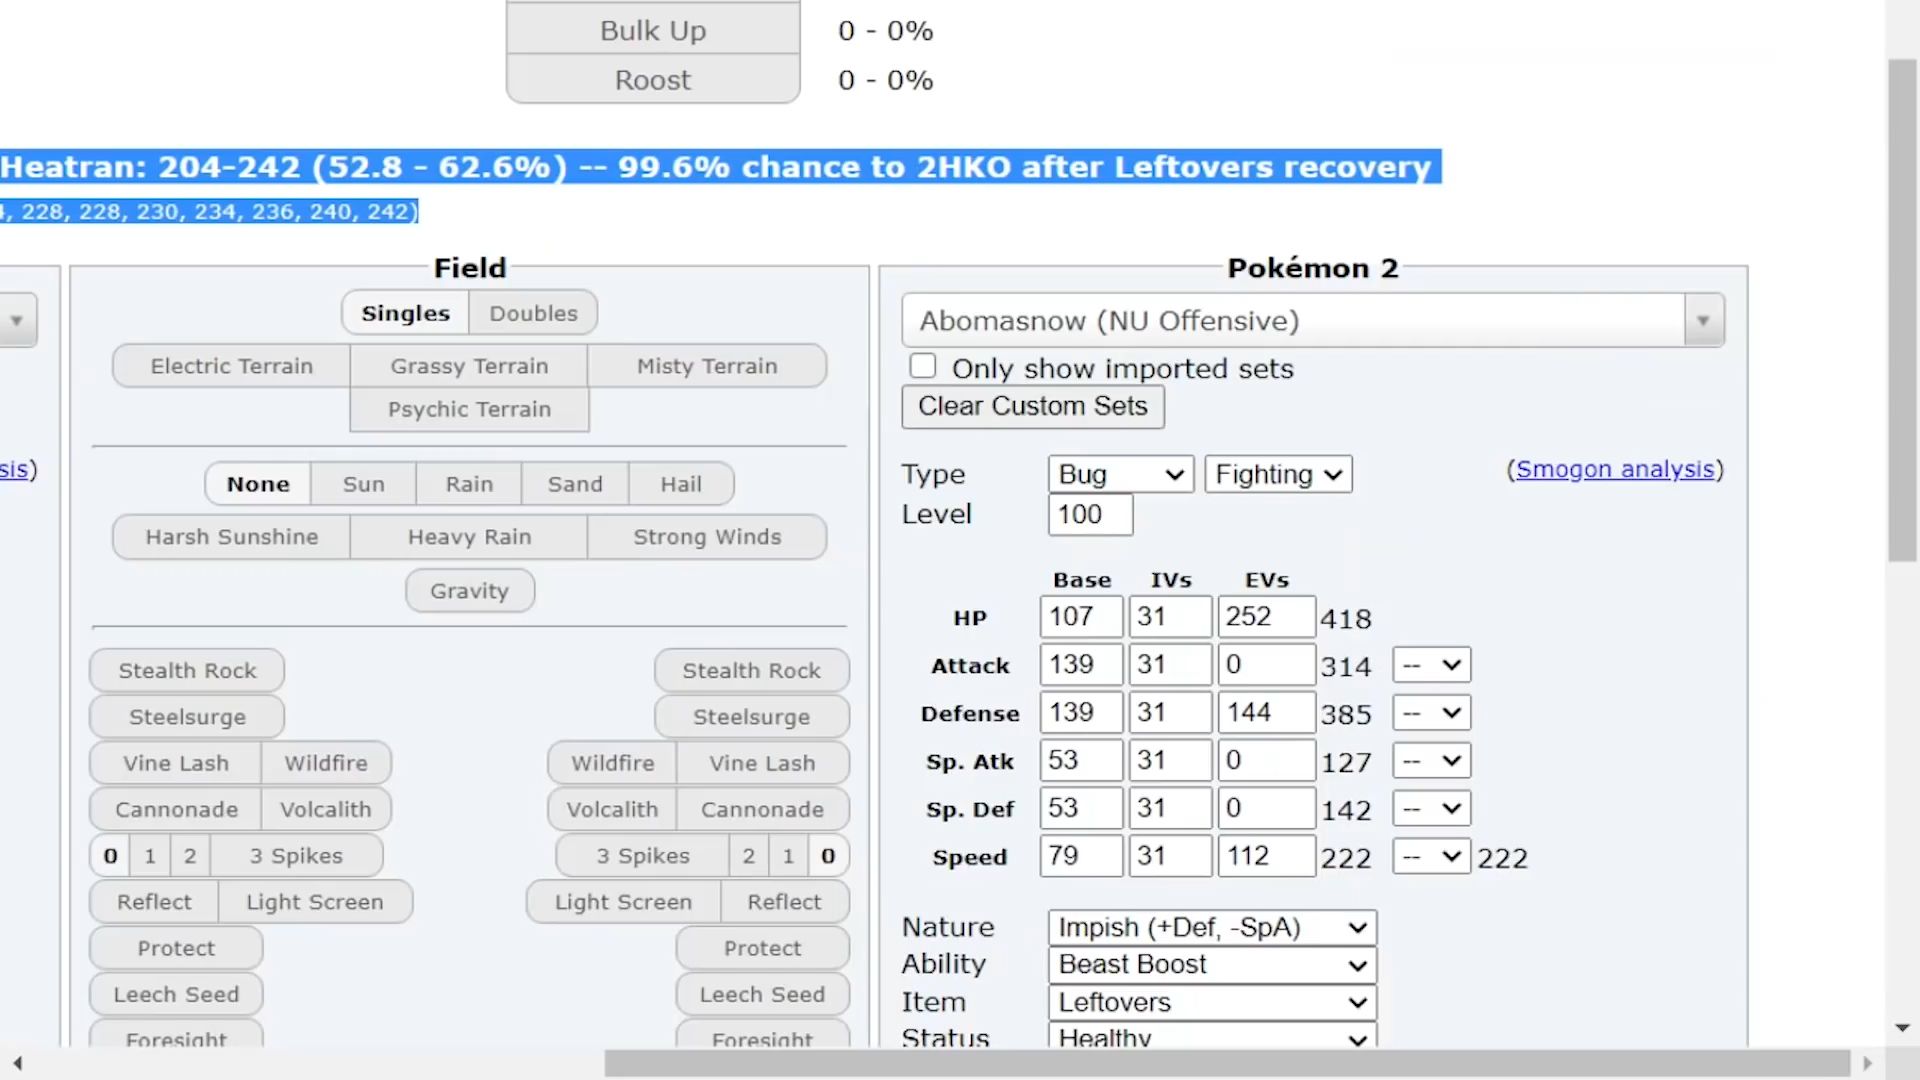 Bulk Up 0 - 0%
Roost 0 - 0%
Heatran: 204-242 (52.8 - 62.6%) -- 99.6% chance to 2HKO after Leftovers recovery
, 228, 228, 230, 234, 236, 240, 242)
Field
Singles Doubles
Electric Terrain Grassy Terrain Misty Terrain
Psychic Terrain
None Sun Rain Sand Hail
Harsh Sunshine Heavy Rain Strong Winds
Gravity
Stealth Rock Stealth Rock
Steelsurge Steelsurge
Vine Lash Wildfire Wildfire Vine Lash
Cannonade Volcalith Volcalith Cannonade
0 1 2 3 Spikes 3 Spikes 2 1 0
Reflect Light Screen Light Screen Reflect
Protect Protect
Leech Seed Leech Seed
Foresight Foresight
sis)
Pokémon 2
Abomasnow (NU Offensive)
Only show imported sets
Clear Custom Sets
Type Bug Fighting (Smogon analysis)
Level 100
Base IVs EVs
HP 107 31 252 418
Attack 139 31 0 314 --
Defense 139 31 144 385 --
Sp. Atk 53 31 0 127 --
Sp. Def 53 31 0 142 --
Speed 79 31 112 222 -- 222
Nature Impish (+Def, -SpA)
Ability Beast Boost
Item Leftovers
Status Healthy